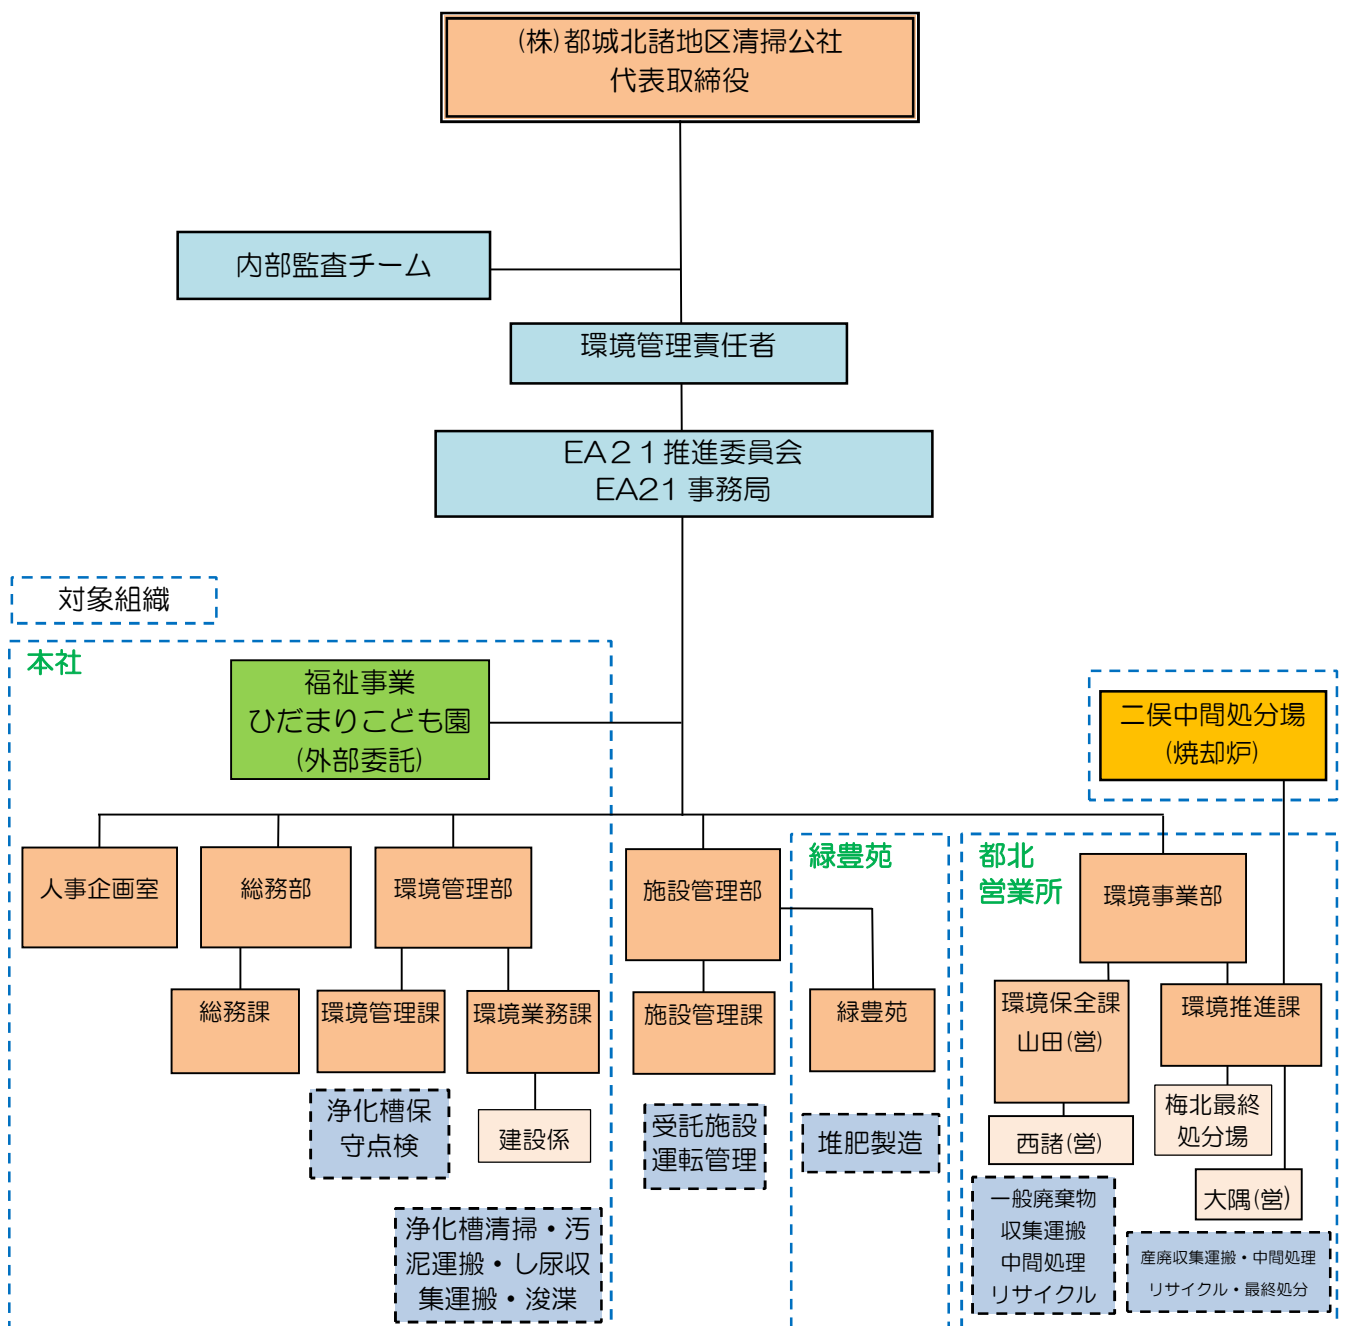 (株)都城北諸地区清掃公社
代表取締役
内部監査チーム
環境管理責任者
EA２１推進委員会
EA21 事務局
対象組織
本社
福祉事業
ひだまりこども園
(外部委託)
二俣中間処分場
(焼却炉)
人事企画室
総務部
環境管理部
施設管理部
緑豊苑
都北
営業所
環境事業部
総務課
環境管理課
環境業務課
施設管理課
緑豊苑
環境保全課
山田(営)
環境推進課
浄化槽保
守点検
建設係
受託施設
運転管理
堆肥製造
西諸(営)
梅北最終
処分場
大隅(営)
浄化槽清掃・汚
泥運搬・し尿収
集運搬・浚渫
一般廃棄物
収集運搬
中間処理
リサイクル
産廃収集運搬・中間処理
リサイクル・最終処分